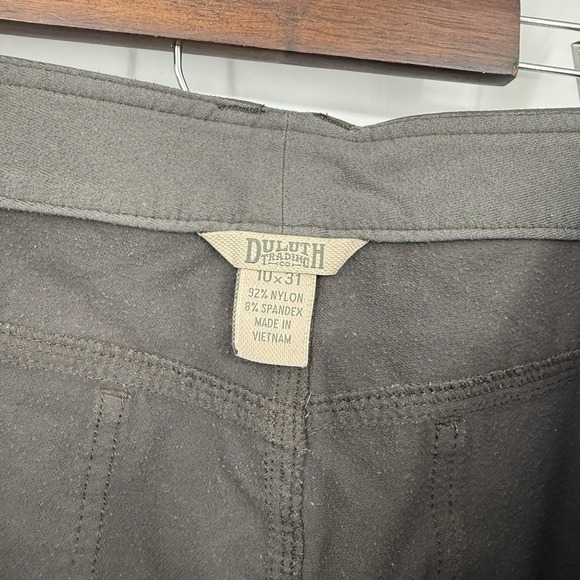 DULUTH
TRADING
CO
10x31
92% NYLON
8% SPANDEX
MADE IN
VIETNAM